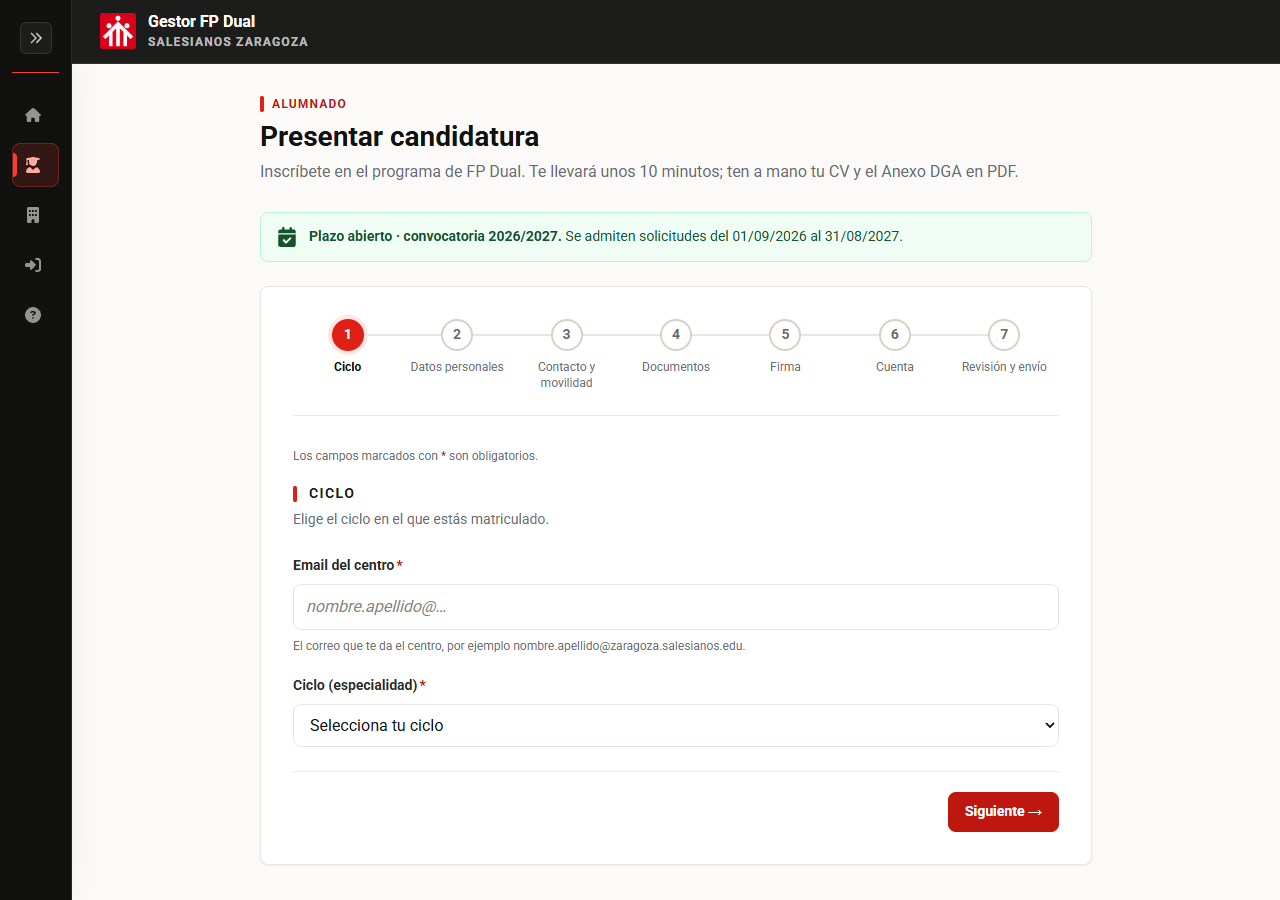 Gestor FP Dual
SALESIANOS ZARAGOZA
ALUMNADO
Presentar candidatura
Inscríbete en el programa de FP Dual. Te llevará unos 10 minutos; ten a mano tu CV y el Anexo DGA en PDF.
Plazo abierto · convocatoria 2026/2027. Se admiten solicitudes del 01/09/2026 al 31/08/2027.
1 2 3 4 5 6 7
Ciclo
Datos personales
Contacto y
movilidad
Documentos
Firma
Cuenta
Revisión y envío
Los campos marcados con * son obligatorios.
CICLO
Elige el ciclo en el que estás matriculado.
Email del centro *
nombre.apellido@...
El correo que te da el centro, por ejemplo nombre.apellido@zaragoza.salesianos.edu.
Ciclo (especialidad) *
Selecciona tu ciclo
Siguiente →